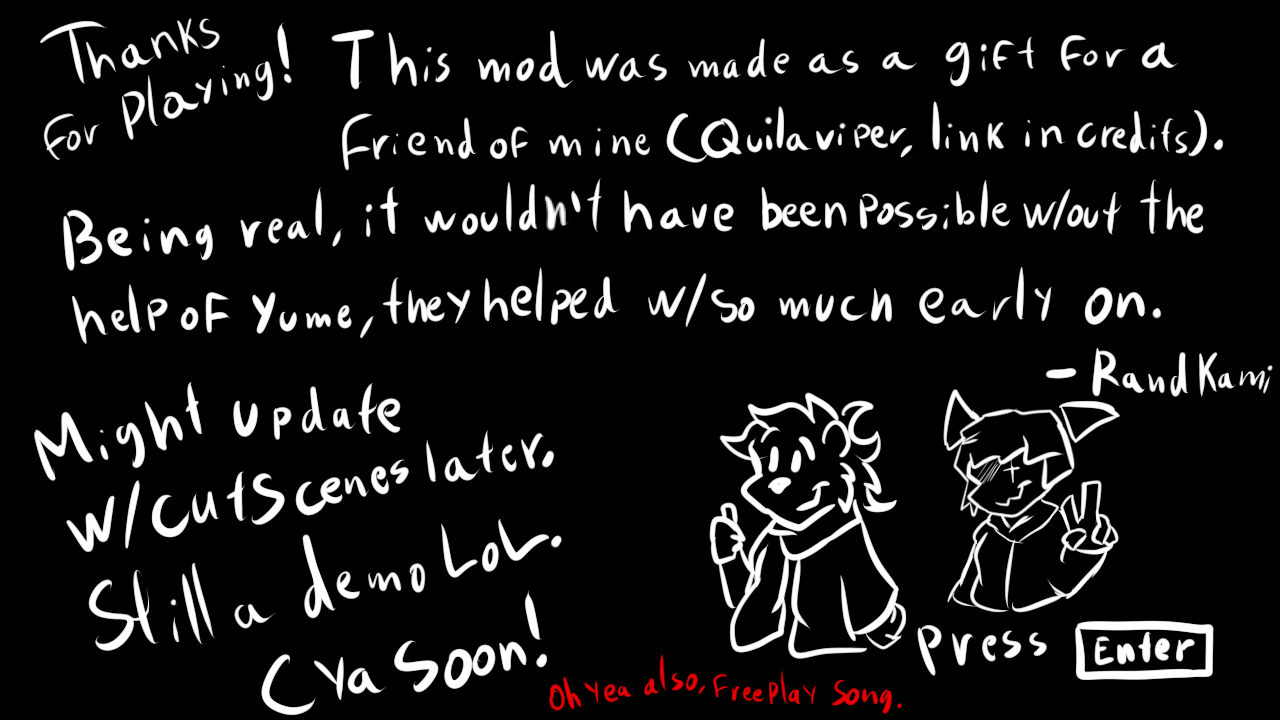 Thanks
For Playing!
This mod was made as a gift for a
friend of mine (Quilaviper, link in credits).
Being real, it wouldn't have been possible w/out the
help of Yume, they helped w/ so much early on.
- RandKami
Might update
w/ cutscenes later.
Still a demo LoL.
Cya Soon!
Press Enter
Oh yea also, FreePlay Song.